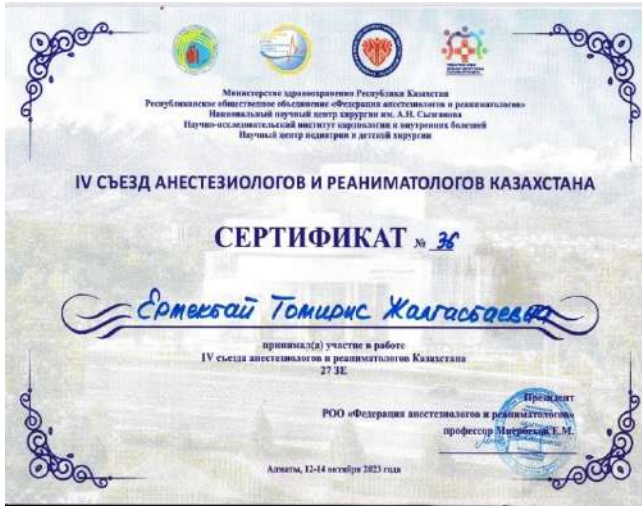 Министерство здравоохранения Республики Казахстан
Республиканское общественное объединение «Федерация анестезиологов и реаниматологов»
Национальный научный центр хирургии им. А.Н. Сызганова
Научно-исследовательский институт кардиологии и внутренних болезней
Научный центр педиатрии и детской хирургии
IV СЪЕЗД АНЕСТЕЗИОЛОГОВ И РЕАНИМАТОЛОГОВ КАЗАХСТАНА
СЕРТИФИКАТ № 36
Ерmekбай Томирис Жалгасбаевна
принимал(а) участие в работе
IV съезда анестезиологов и реаниматологов Казахстана
27 ЗЕ
Президент
РОО «Федерация анестезиологов и реаниматологов»
профессор Миербеков Е.М.
Алматы, 12-14 октября 2023 года